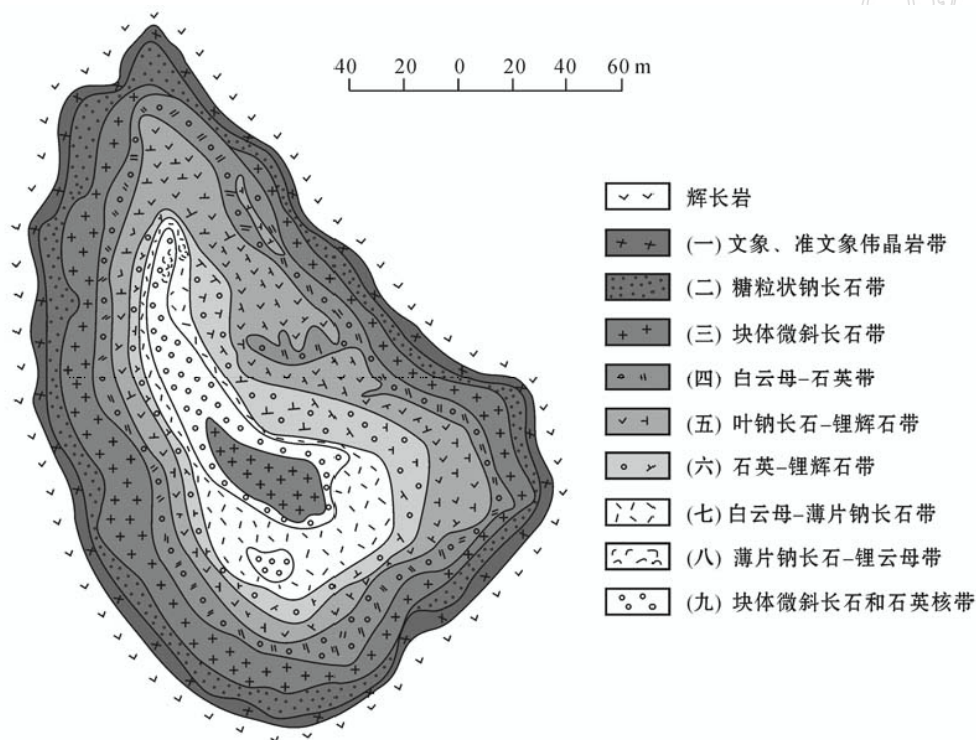 40 20 0 20 40 60 m
辉长岩
(一) 文象、准文象伟晶岩带
(二) 糖粒状钠长石带
(三) 块体微斜长石带
(四) 白云母–石英带
(五) 叶钠长石–锂辉石带
(六) 石英–锂辉石带
(七) 白云母–薄片钠长石带
(八) 薄片钠长石–锂云母带
(九) 块体微斜长石和石英核带